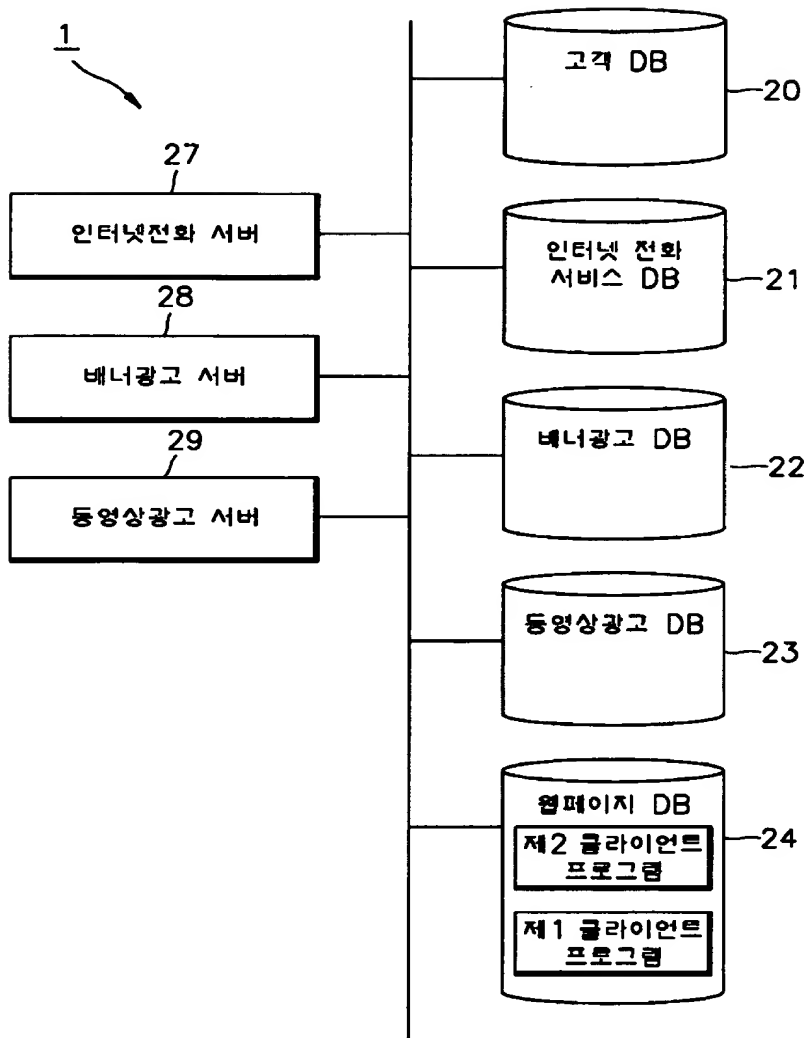 1
27
인터넷전화 서버
28
배너광고 서버
29
동영상광고 서버
고객 DB
20
인터넷 전화
서비스 DB
21
배너광고 DB
22
동영상광고 DB
23
웹페이지 DB
24
제2 클라이언트
프로그램
제1 클라이언트
프로그램